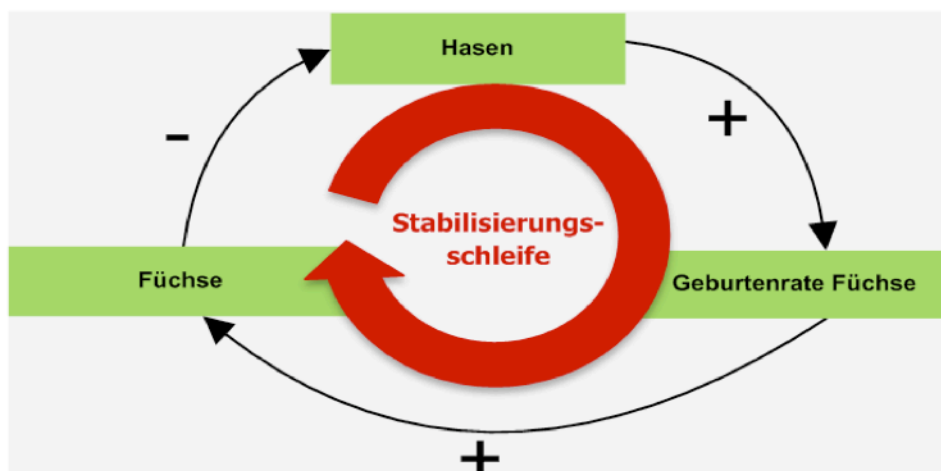 Hasen
+
-
Stabilisierungs-
schleife
Füchse
Geburtenrate Füchse
+